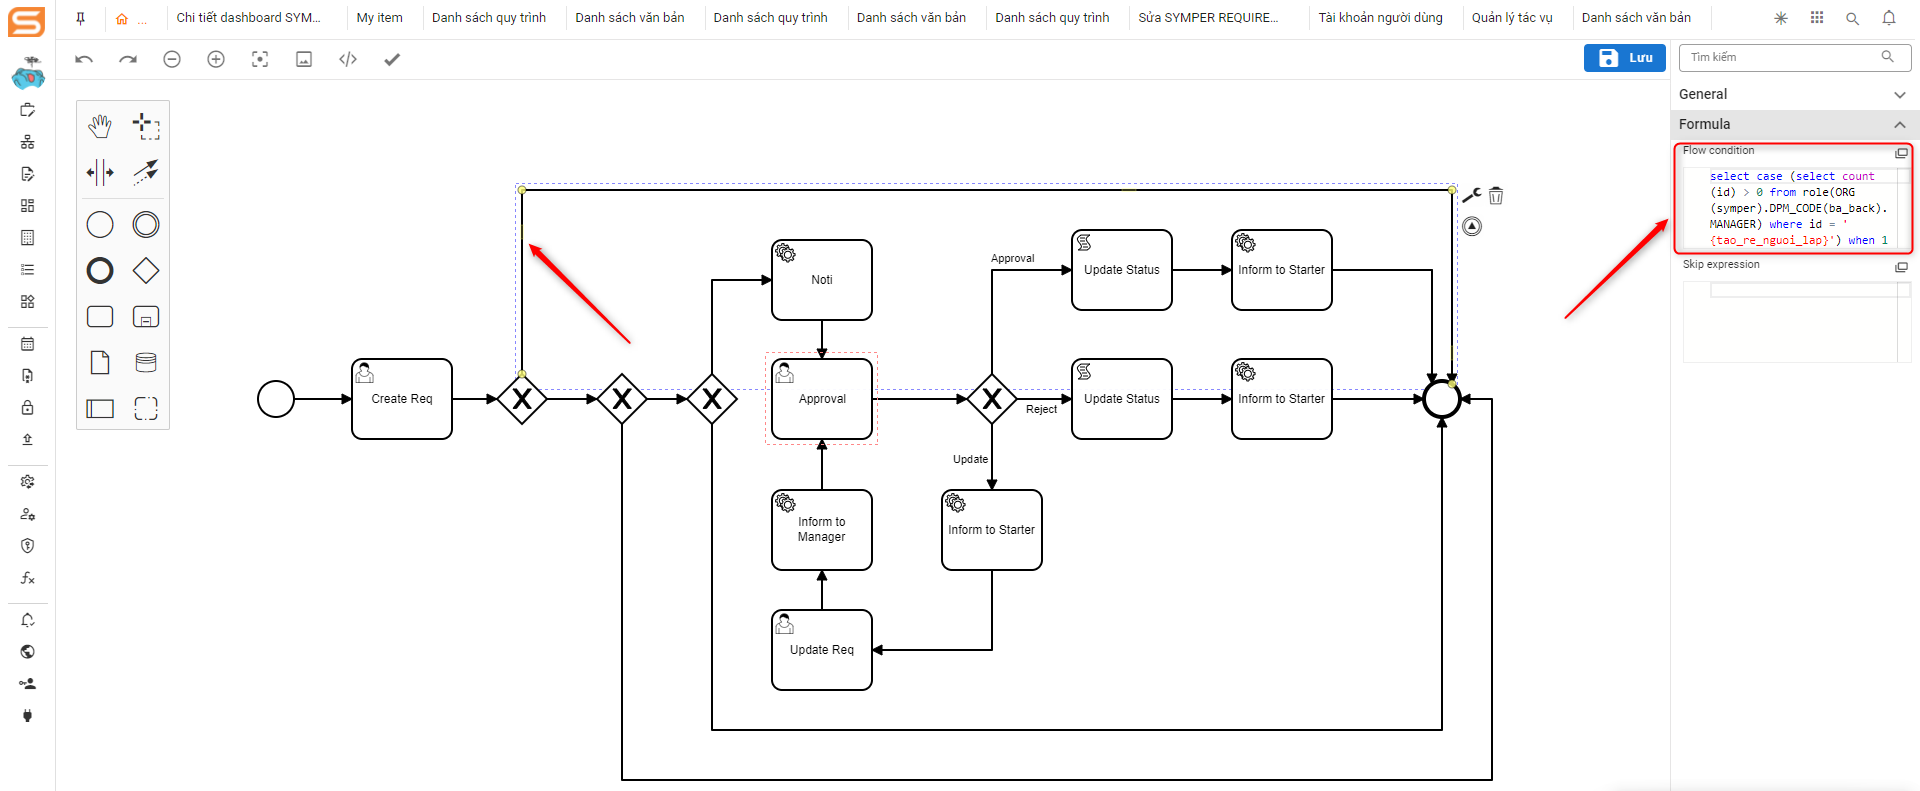 ... Chi tiết dashboard SYM... My item Danh sách quy trình Danh sách văn bản Danh sách quy trình Danh sách văn bản Danh sách quy trình Sửa SYMPER REQUIRE... Tài khoản người dùng Quản lý tác vụ Danh sách văn bản
Lưu
Tìm kiếm
General
Formula
Flow condition
select case (select count
(id) > 0 from role(ORG
(symper).DPM_CODE(ba_back).
MANAGER) where id = '
{tao_re_nguoi_lap}') when 1
Skip expression
Approval
Update Status
Inform to Starter
Noti
Create Req
X
X
X
Approval
X
Reject
Update Status
Inform to Starter
Update
Inform to
Manager
Inform to Starter
Update Req